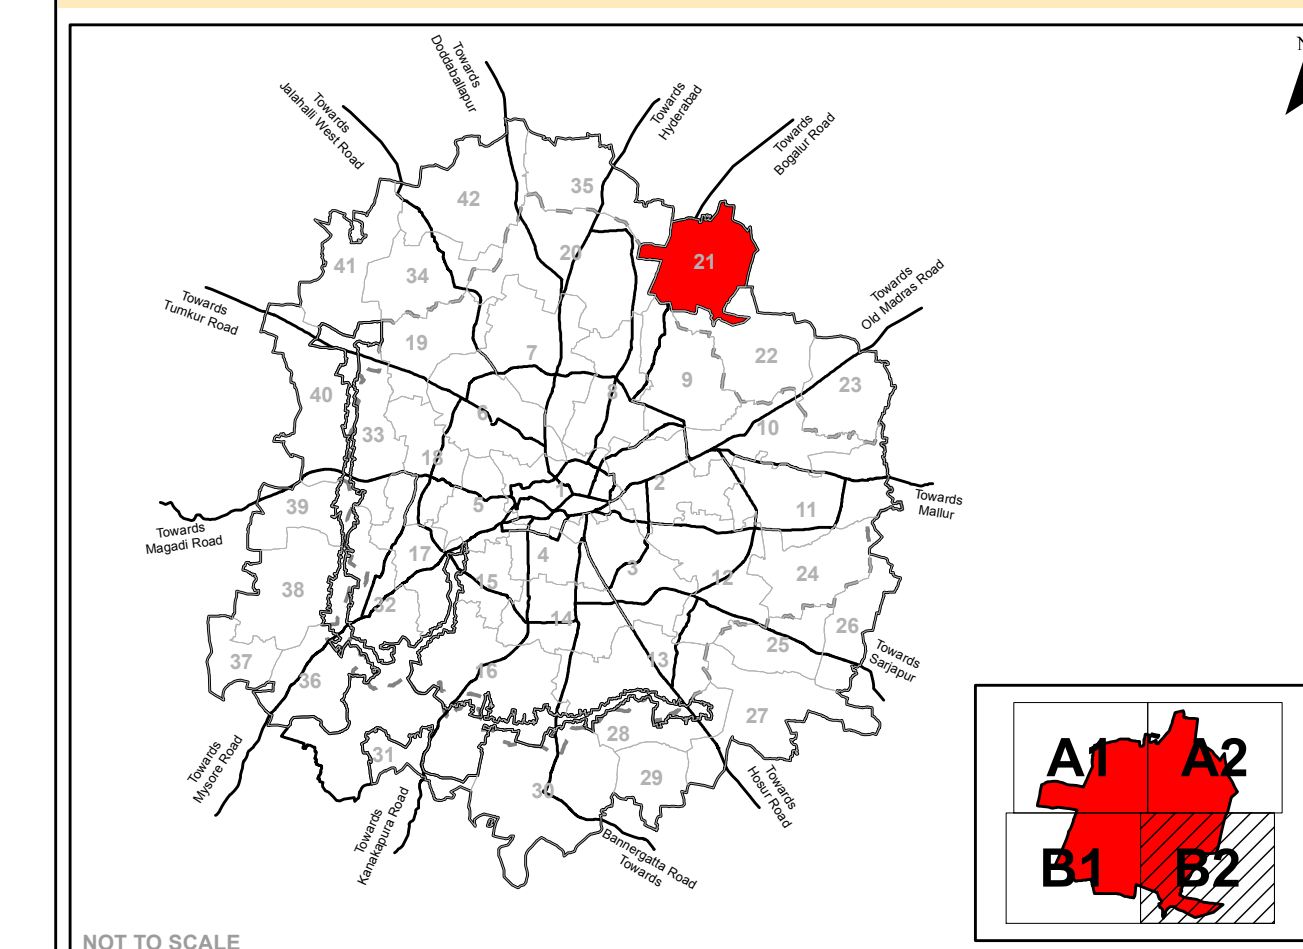 N
Towards
Doddaballapur
Towards
Jalahalli West Road
Towards
Hyderabad
Towards
Bogalur Road
42
35
20
21
41
34
Towards
Old Madras Road
Towards
Tumkur Road
19
7
22
9
23
40
8
6
33
10
18
2
1
39
5
11
Towards
Mallur
Towards
Magadi Road
17
4
15
3
12
24
38
32
14
26
25
37
13
16
36
Towards
Sarjapur
27
28
31
29
30
Towards
Mysore Road
Towards
Hosur Road
Towards
Kanakapura Road
Bannergatta Road
Towards
A1
A2
B1
B2
NOT TO SCALE